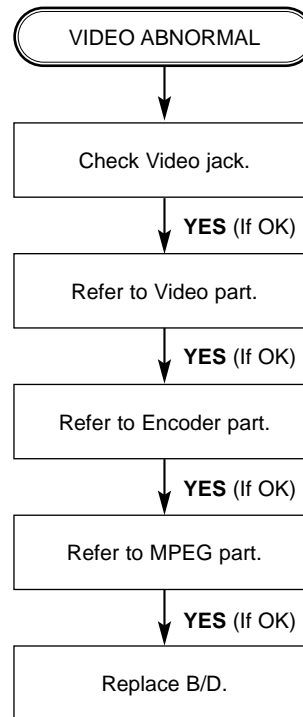 VIDEO ABNORMAL
Check Video jack.
YES (If OK)
Refer to Video part.
YES (If OK)
Refer to Encoder part.
YES (If OK)
Refer to MPEG part.
YES (If OK)
Replace B/D.